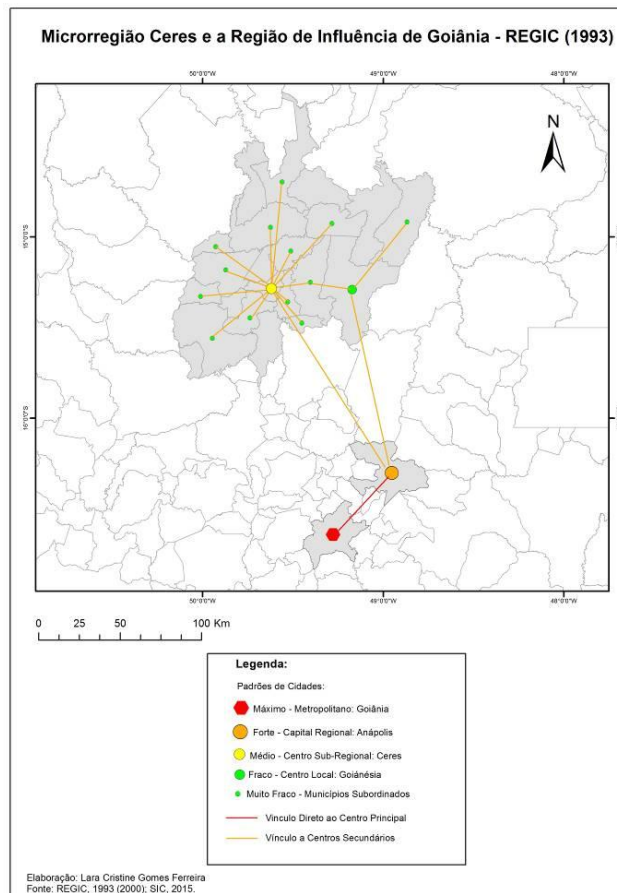 Microrregião Ceres e a Região de Influência de Goiânia - REGIC (1993)
50°0'0"W 49°0'0"W 48°0'0"W
N
15°0'0"S
16°0'0"S
50°0'0"W 49°0'0"W 48°0'0"W
0 25 50 100 Km
Legenda:
Padrões de Cidades:
Máximo - Metropolitano: Goiânia
Forte - Capital Regional: Anápolis
Médio - Centro Sub-Regional: Ceres
Fraco - Centro Local: Goiánésia
Muito Fraco - Municípios Subordinados
Vinculo Direto ao Centro Principal
Vínculo a Centros Secundários
Elaboração: Lara Cristine Gomes Ferreira
Fonte: REGIC, 1993 (2000); SIC, 2015.